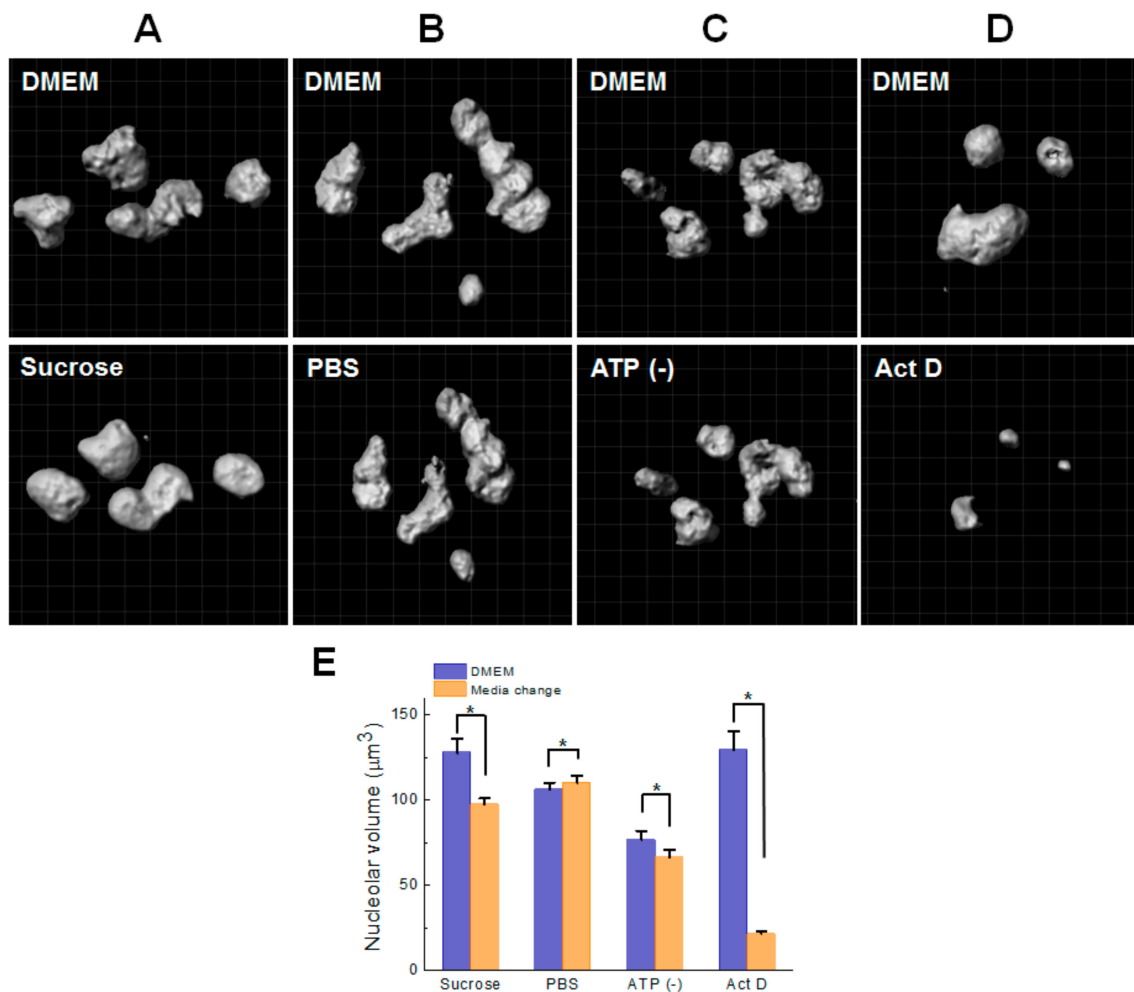 A B C D
DMEM DMEM DMEM DMEM
Sucrose PBS ATP (-) Act D
E
DMEM
Media change
Nucleolar volume (μm³)
150
100
50
0
* * * *
Sucrose PBS ATP (-) Act D